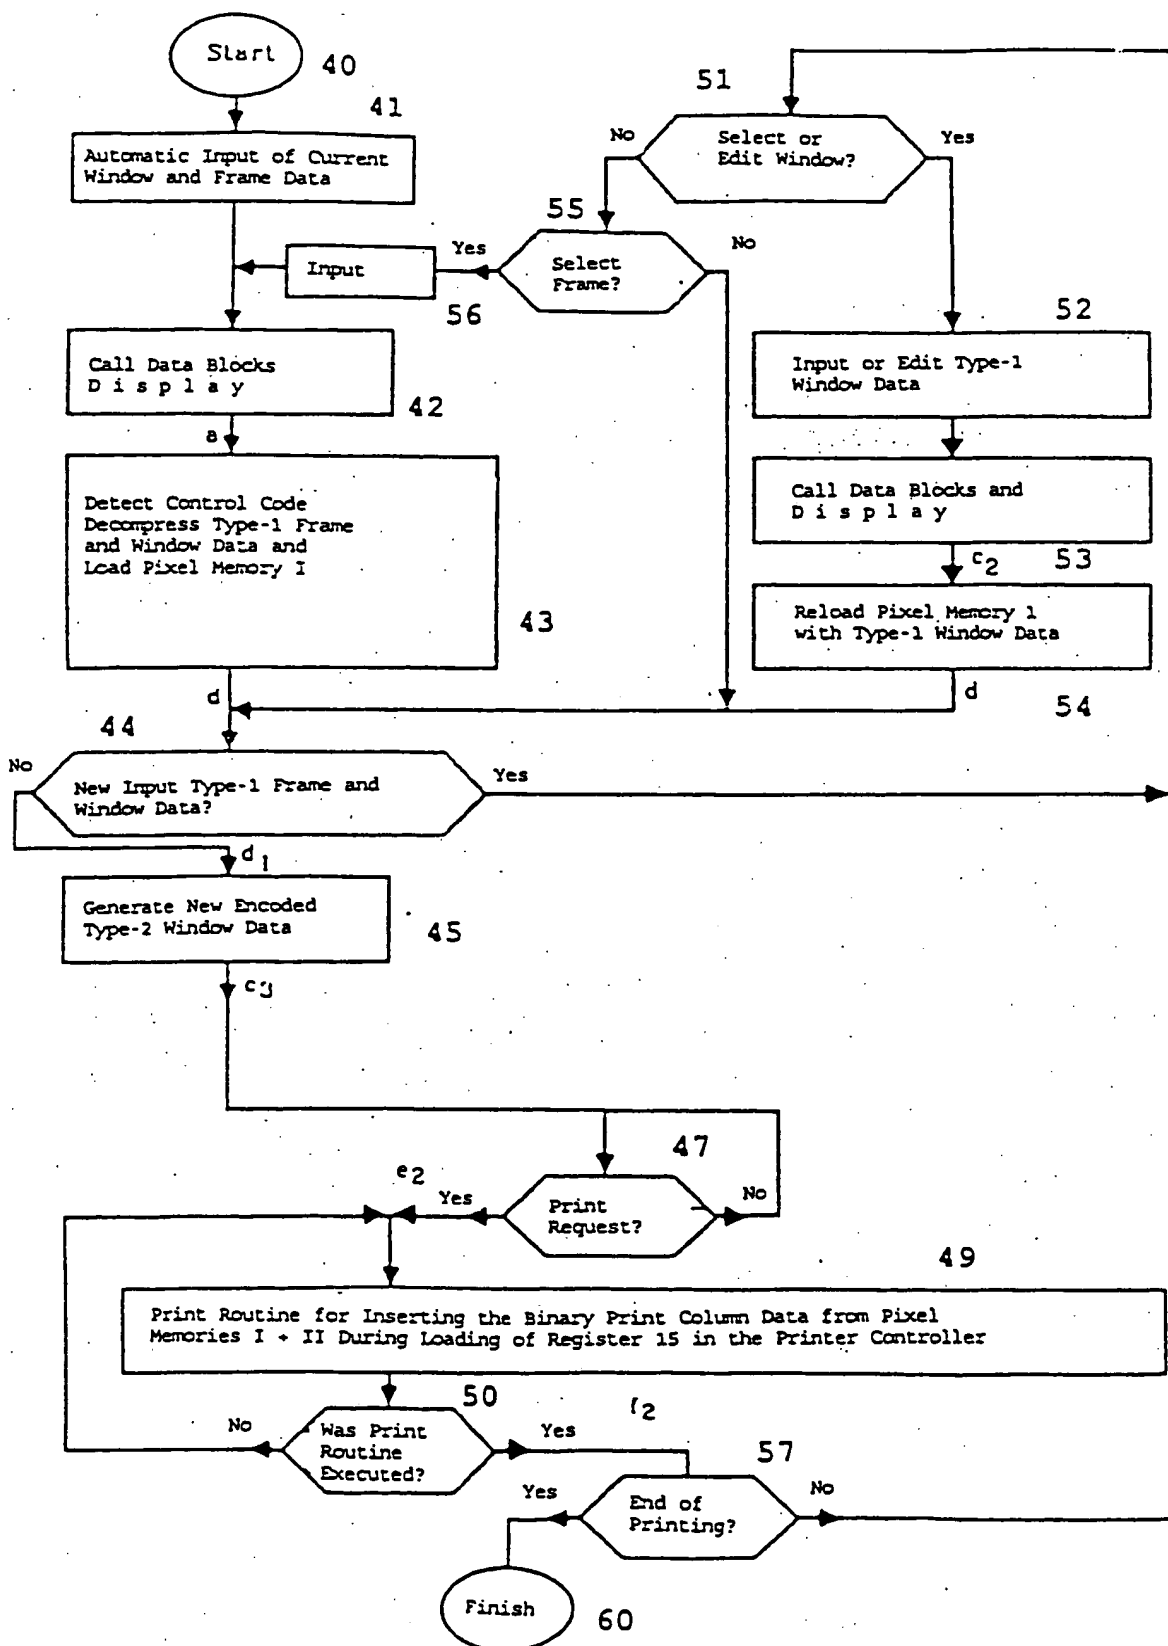 Start
40
41
Automatic Input of Current
Window and Frame Data
51
Select or
Edit Window?
No
Yes
55
Select
Frame?
Yes
No
Input
56
Call Data Blocks
D i s p l a y
42
a
52
Input or Edit Type-1
Window Data
Detect Control Code
Decompress Type-1 Frame
and Window Data and
Load Pixel Memory I
43
Call Data Blocks and
D i s p l a y
c2
53
Reload Pixel Memory 1
with Type-1 Window Data
d
54
d
44
No
New Input Type-1 Frame and
Window Data?
Yes
d1
Generate New Encoded
Type-2 Window Data
45
c3
47
e2
Yes
Print
Request?
No
49
Print Routine for Inserting the Binary Print Column Data from Pixel
Memories I + II During Loading of Register 15 in the Printer Controller
50
No
Was Print
Routine
Executed?
Yes
57
Yes
End of
Printing?
No
Finish
60